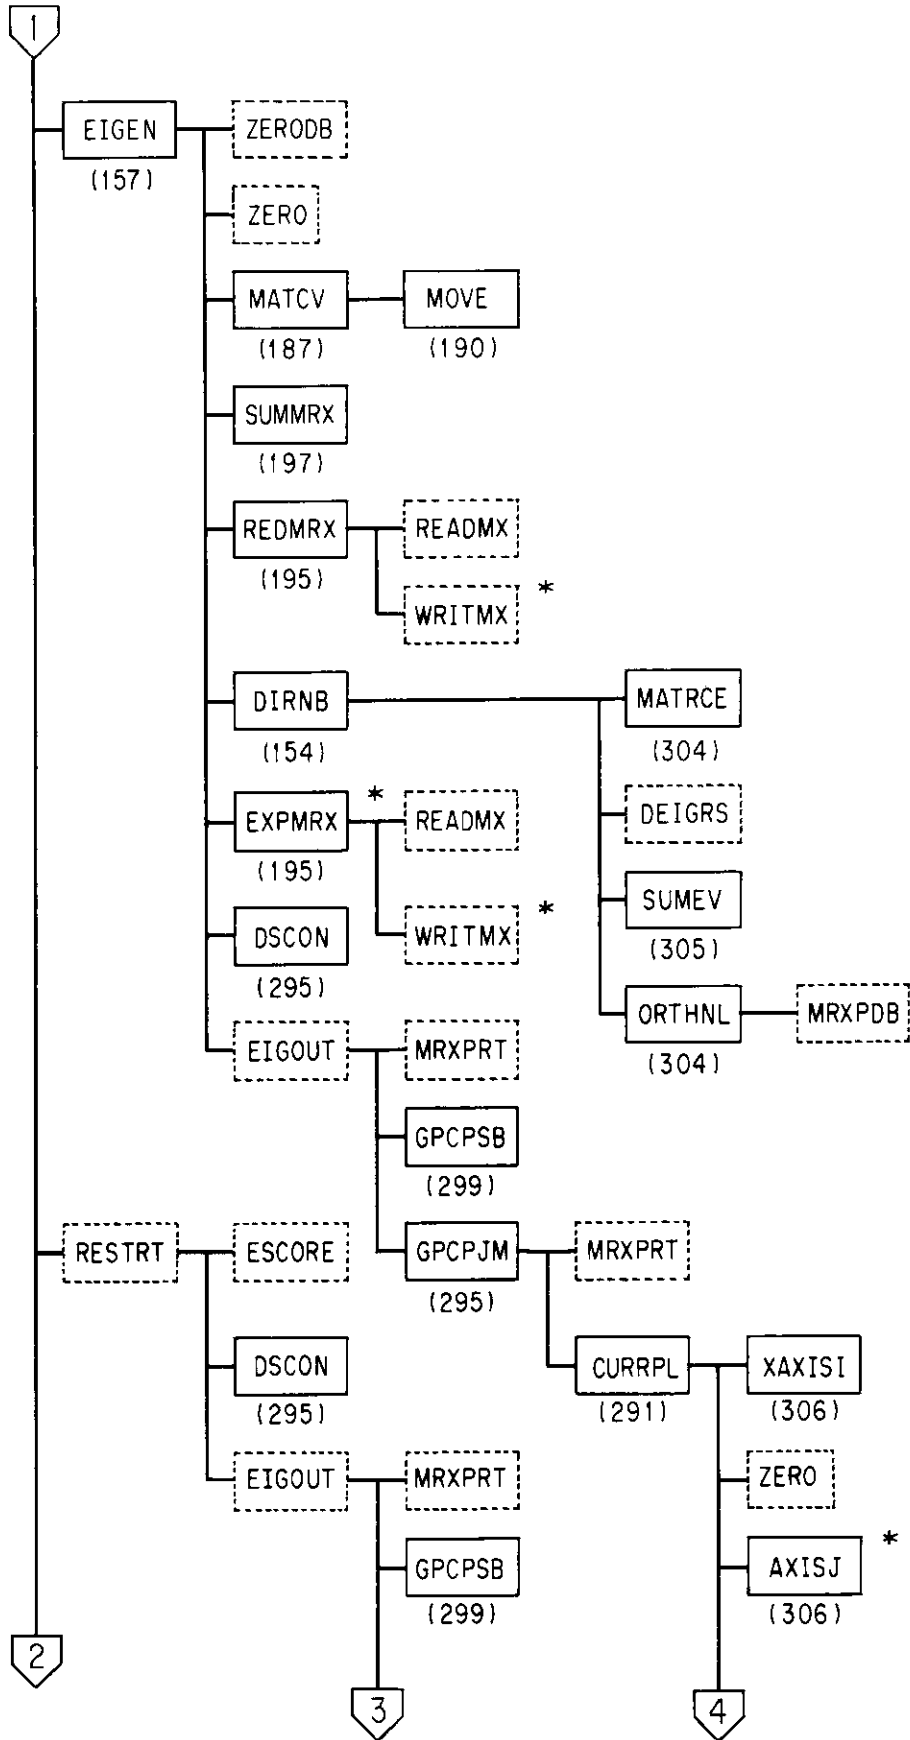 1
EIGEN
(157)
ZERODB
ZERO
MATCV
(187)
MOVE
(190)
SUMMRX
(197)
REDMRX
(195)
READMX
WRITMX *
DIRNB
(154)
MATRCE
(304)
DEIGRS
SUMEV
(305)
ORTHNL
(304)
MRXPDB
EXPMRX *
(195)
READMX
WRITMX *
DSCON
(295)
EIGOUT
MRXPRT
GPCPSB
(299)
GPCPJM
(295)
MRXPRT
CURRPL
(291)
XAXISI
(306)
ZERO
AXISJ *
(306)
RESTRT
ESCORE
DSCON
(295)
EIGOUT
MRXPRT
GPCPSB
(299)
2
3
4